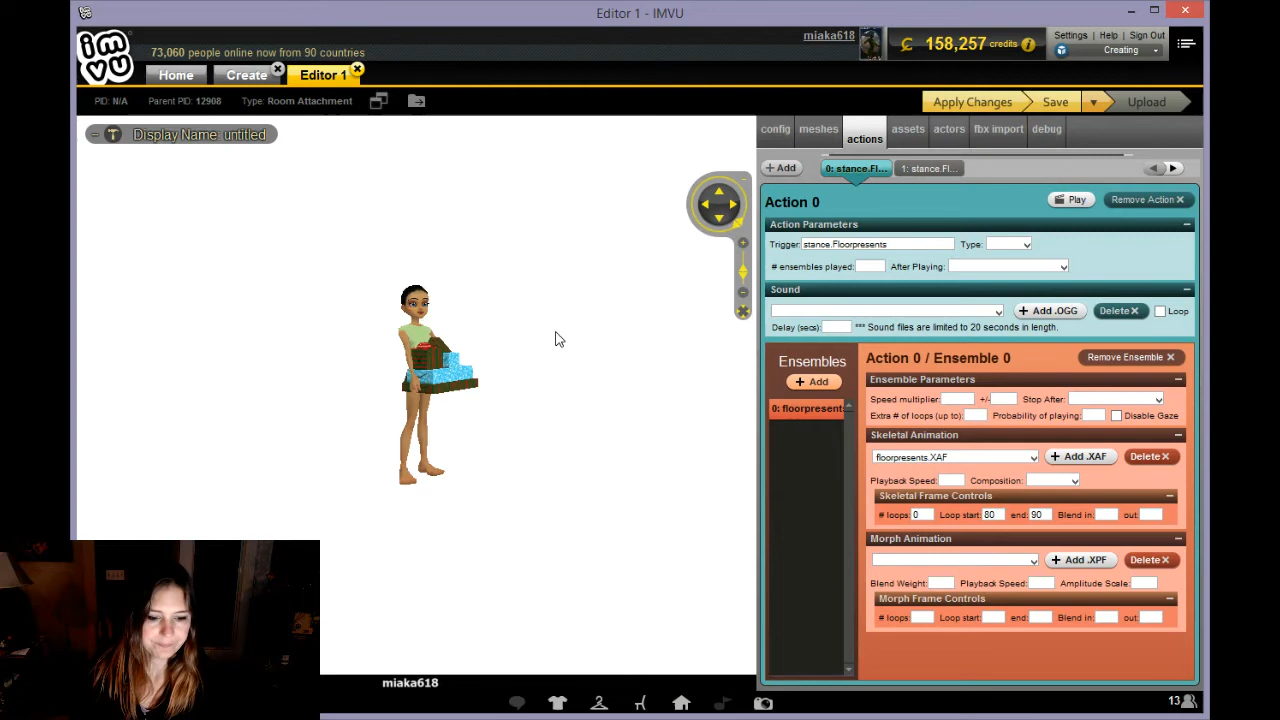 Editor 1 - IMVU
imvu
73,060 people online now from 90 countries
miaka618
158,257 credits
Settings | Help | Sign Out
Creating
Home Create Editor 1
PID: N/A Parent PID: 12908 Type: Room Attachment
Apply Changes Save Upload
Display Name: untitled
config meshes actions assets actors fbx import debug
+ Add 0: stance.Fl... 1: stance.Fl...
Action 0 Play Remove Action X
Action Parameters
Trigger: stance.Floorpresents Type:
# ensembles played: After Playing:
Sound
+ Add .OGG Delete X Loop
Delay (secs): *** Sound files are limited to 20 seconds in length.
Ensembles
+ Add
0: floorpresent
Action 0 / Ensemble 0 Remove Ensemble X
Ensemble Parameters
Speed multiplier: +/- Stop After:
Extra # of loops (up to): Probability of playing: Disable Gaze
Skeletal Animation
floorpresents.XAF + Add .XAF Delete X
Playback Speed: Composition:
Skeletal Frame Controls
# loops: 0 Loop start: 80 end: 90 Blend in: out:
Morph Animation
+ Add .XPF Delete X
Blend Weight: Playback Speed: Amplitude Scale:
Morph Frame Controls
# loops: Loop start: end: Blend in: out:
miaka618
13